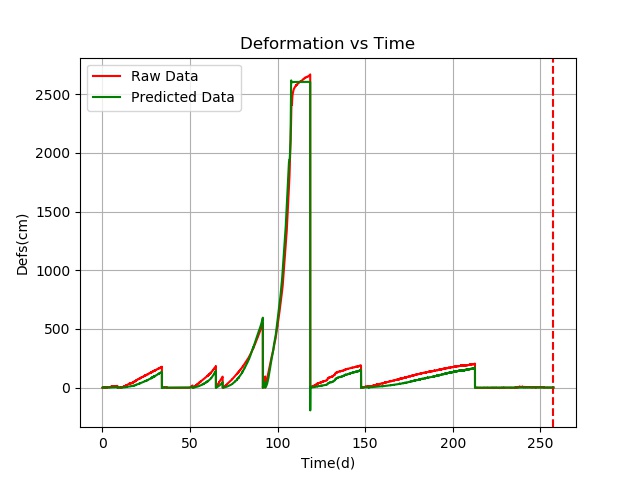 Deformation vs Time
Raw Data
Predicted Data
2500
2000
1500
1000
500
0
Defs(cm)
0 50 100 150 200 250
Time(d)